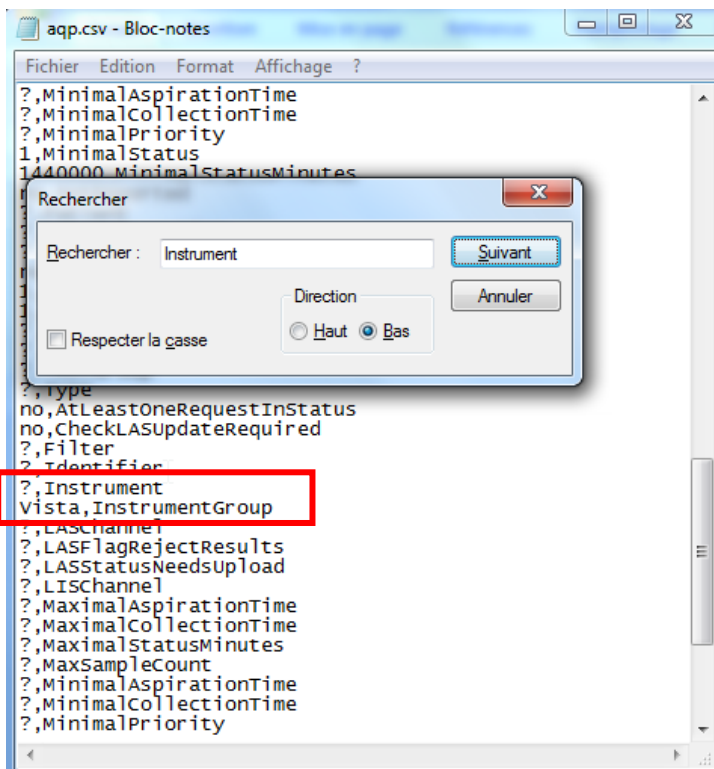 aqp.csv - Bloc-notes
Fichier Edition Format Affichage ?
?,MinimalAspirationTime
?,MinimalCollectionTime
?,MinimalPriority
1,MinimalStatus
1440000,MinimalStatusMinutes
Rechercher
Rechercher :
Instrument
Suivant
Direction
Annuler
Respecter la casse
Haut
Bas
?,Type
no,AtLeastOneRequestInStatus
no,CheckLASUpdateRequired
?,Filter
?,Identifier
?,Instrument
Vista,InstrumentGroup
?,LASChannel
?,LASFlagRejectResults
?,LASStatusNeedsUpload
?,LISChannel
?,MaximalAspirationTime
?,MaximalCollectionTime
?,MaximalStatusMinutes
?,MaxSampleCount
?,MinimalAspirationTime
?,MinimalCollectionTime
?,MinimalPriority